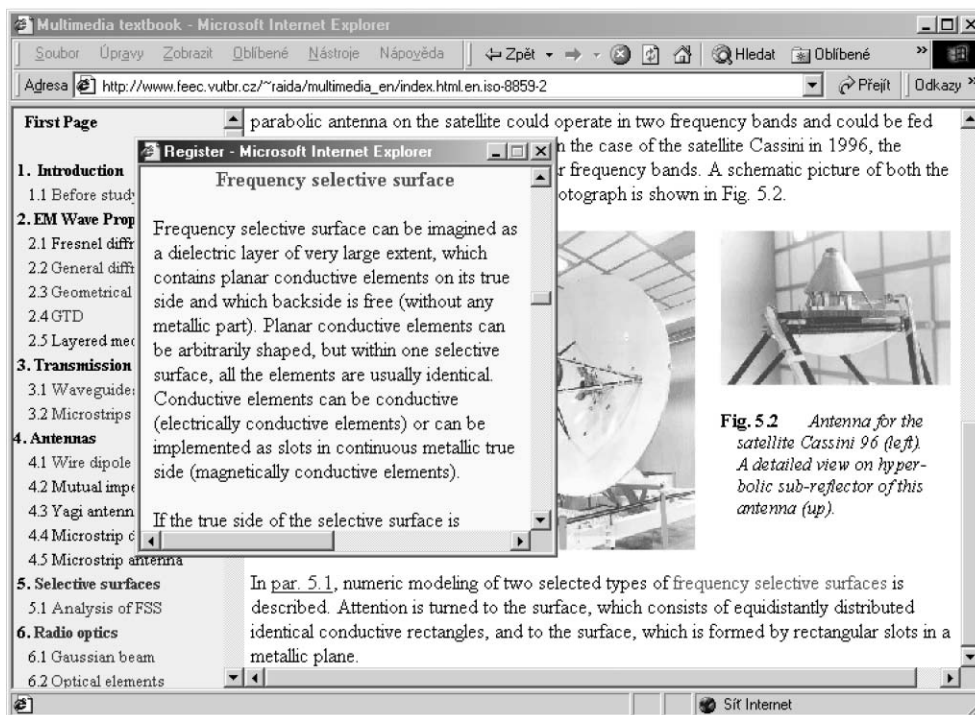 Multimedia textbook - Microsoft Internet Explorer
Soubor Úpravy Zobrazit Oblíbené Nástroje Nápověda Zpět Hledat Oblíbené »
Adresa http://www.feec.vutbr.cz/~raida/multimedia_en/index.html.en.iso-8859-2 Přejít Odkazy »
First Page
1. Introduction
1.1 Before study
2. EM Wave Prop
2.1 Fresnel diffr
2.2 General diffi
2.3 Geometrical
2.4 GTD
2.5 Layered med
3. Transmission
3.1 Waveguide
3.2 Microstrips
4. Antennas
4.1 Wire dipole
4.2 Mutual impe
4.3 Yagi antenn
4.4 Microstrip d
4.5 Microstrip antenna
5. Selective surfaces
5.1 Analysis of FSS
6. Radio optics
6.1 Gaussian beam
6.2 Optical elements
parabolic antenna on the satellite could operate in two frequency bands and could be fed
n the case of the satellite Cassini in 1996, the
r frequency bands. A schematic picture of both the
otograph is shown in Fig. 5.2.
Register - Microsoft Internet Explorer
Frequency selective surface
Frequency selective surface can be imagined as
a dielectric layer of very large extent, which
contains planar conductive elements on its true
side and which backside is free (without any
metallic part). Planar conductive elements can
be arbitrarily shaped, but within one selective
surface, all the elements are usually identical.
Conductive elements can be conductive
(electrically conductive elements) or can be
implemented as slots in continuous metallic true
side (magnetically conductive elements).
If the true side of the selective surface is
Fig. 5.2 Antenna for the
satellite Cassini 96 (left).
A detailed view on hyper-
bolic sub-reflector of this
antenna (up).
In par. 5.1, numeric modeling of two selected types of frequency selective surfaces is
described. Attention is turned to the surface, which consists of equidistantly distributed
identical conductive rectangles, and to the surface, which is formed by rectangular slots in a
metallic plane.
Síť Internet